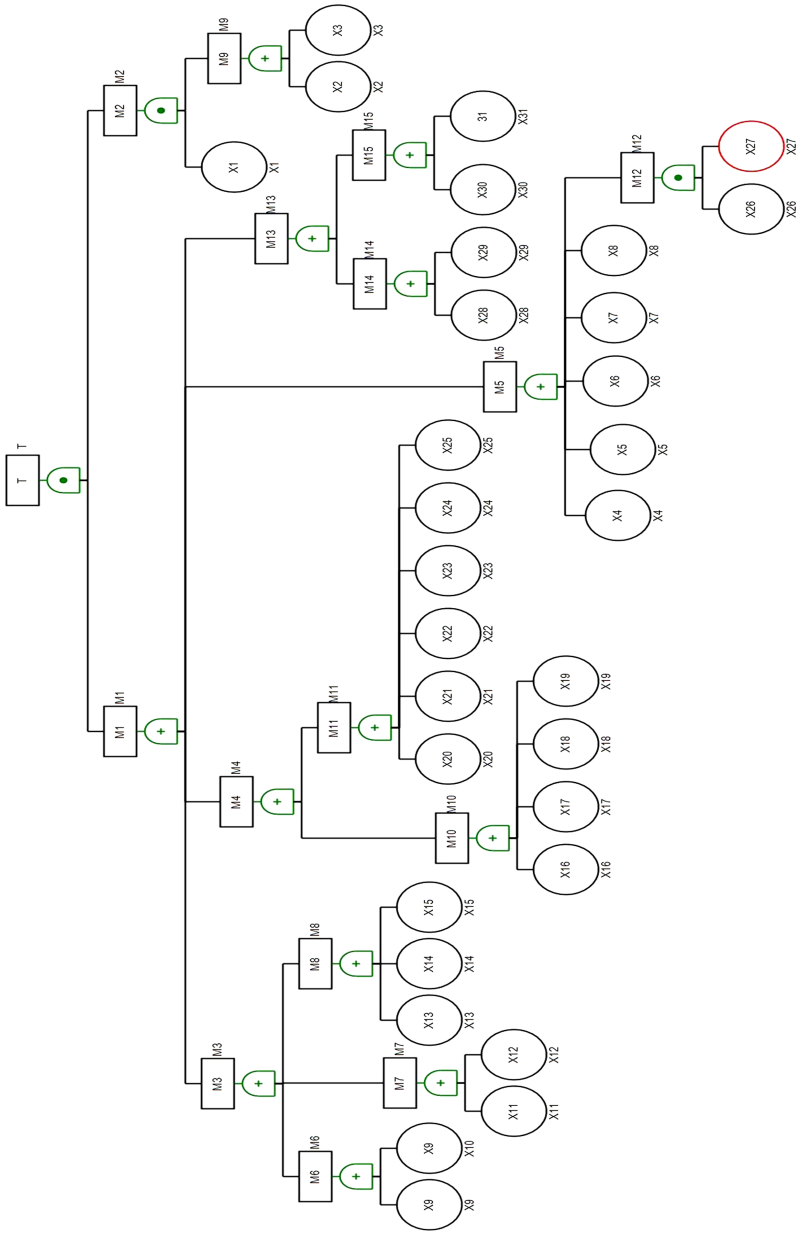 T
T
M1
M1
M2
M2
+
X1
X1
M9
M9
+
X2
X2
X3
X3
M3
M3
+
M4
M4
+
M5
M5
+
M13
M13
+
M6
M6
+
X9
X9
X9
X10
M7
M7
+
X11
X11
X12
X12
M8
M8
+
X13
X13
X14
X14
X15
X15
M10
M10
+
X16
X16
X17
X17
X18
X18
X19
X19
M11
M11
+
X20
X20
X21
X21
X22
X22
X23
X23
X24
X24
X25
X25
X4
X4
X5
X5
X6
X6
X7
X7
X8
X8
M12
M12
X26
X26
X27
X27
M14
M14
+
X28
X28
X29
X29
M15
M15
+
X30
X30
31
X31